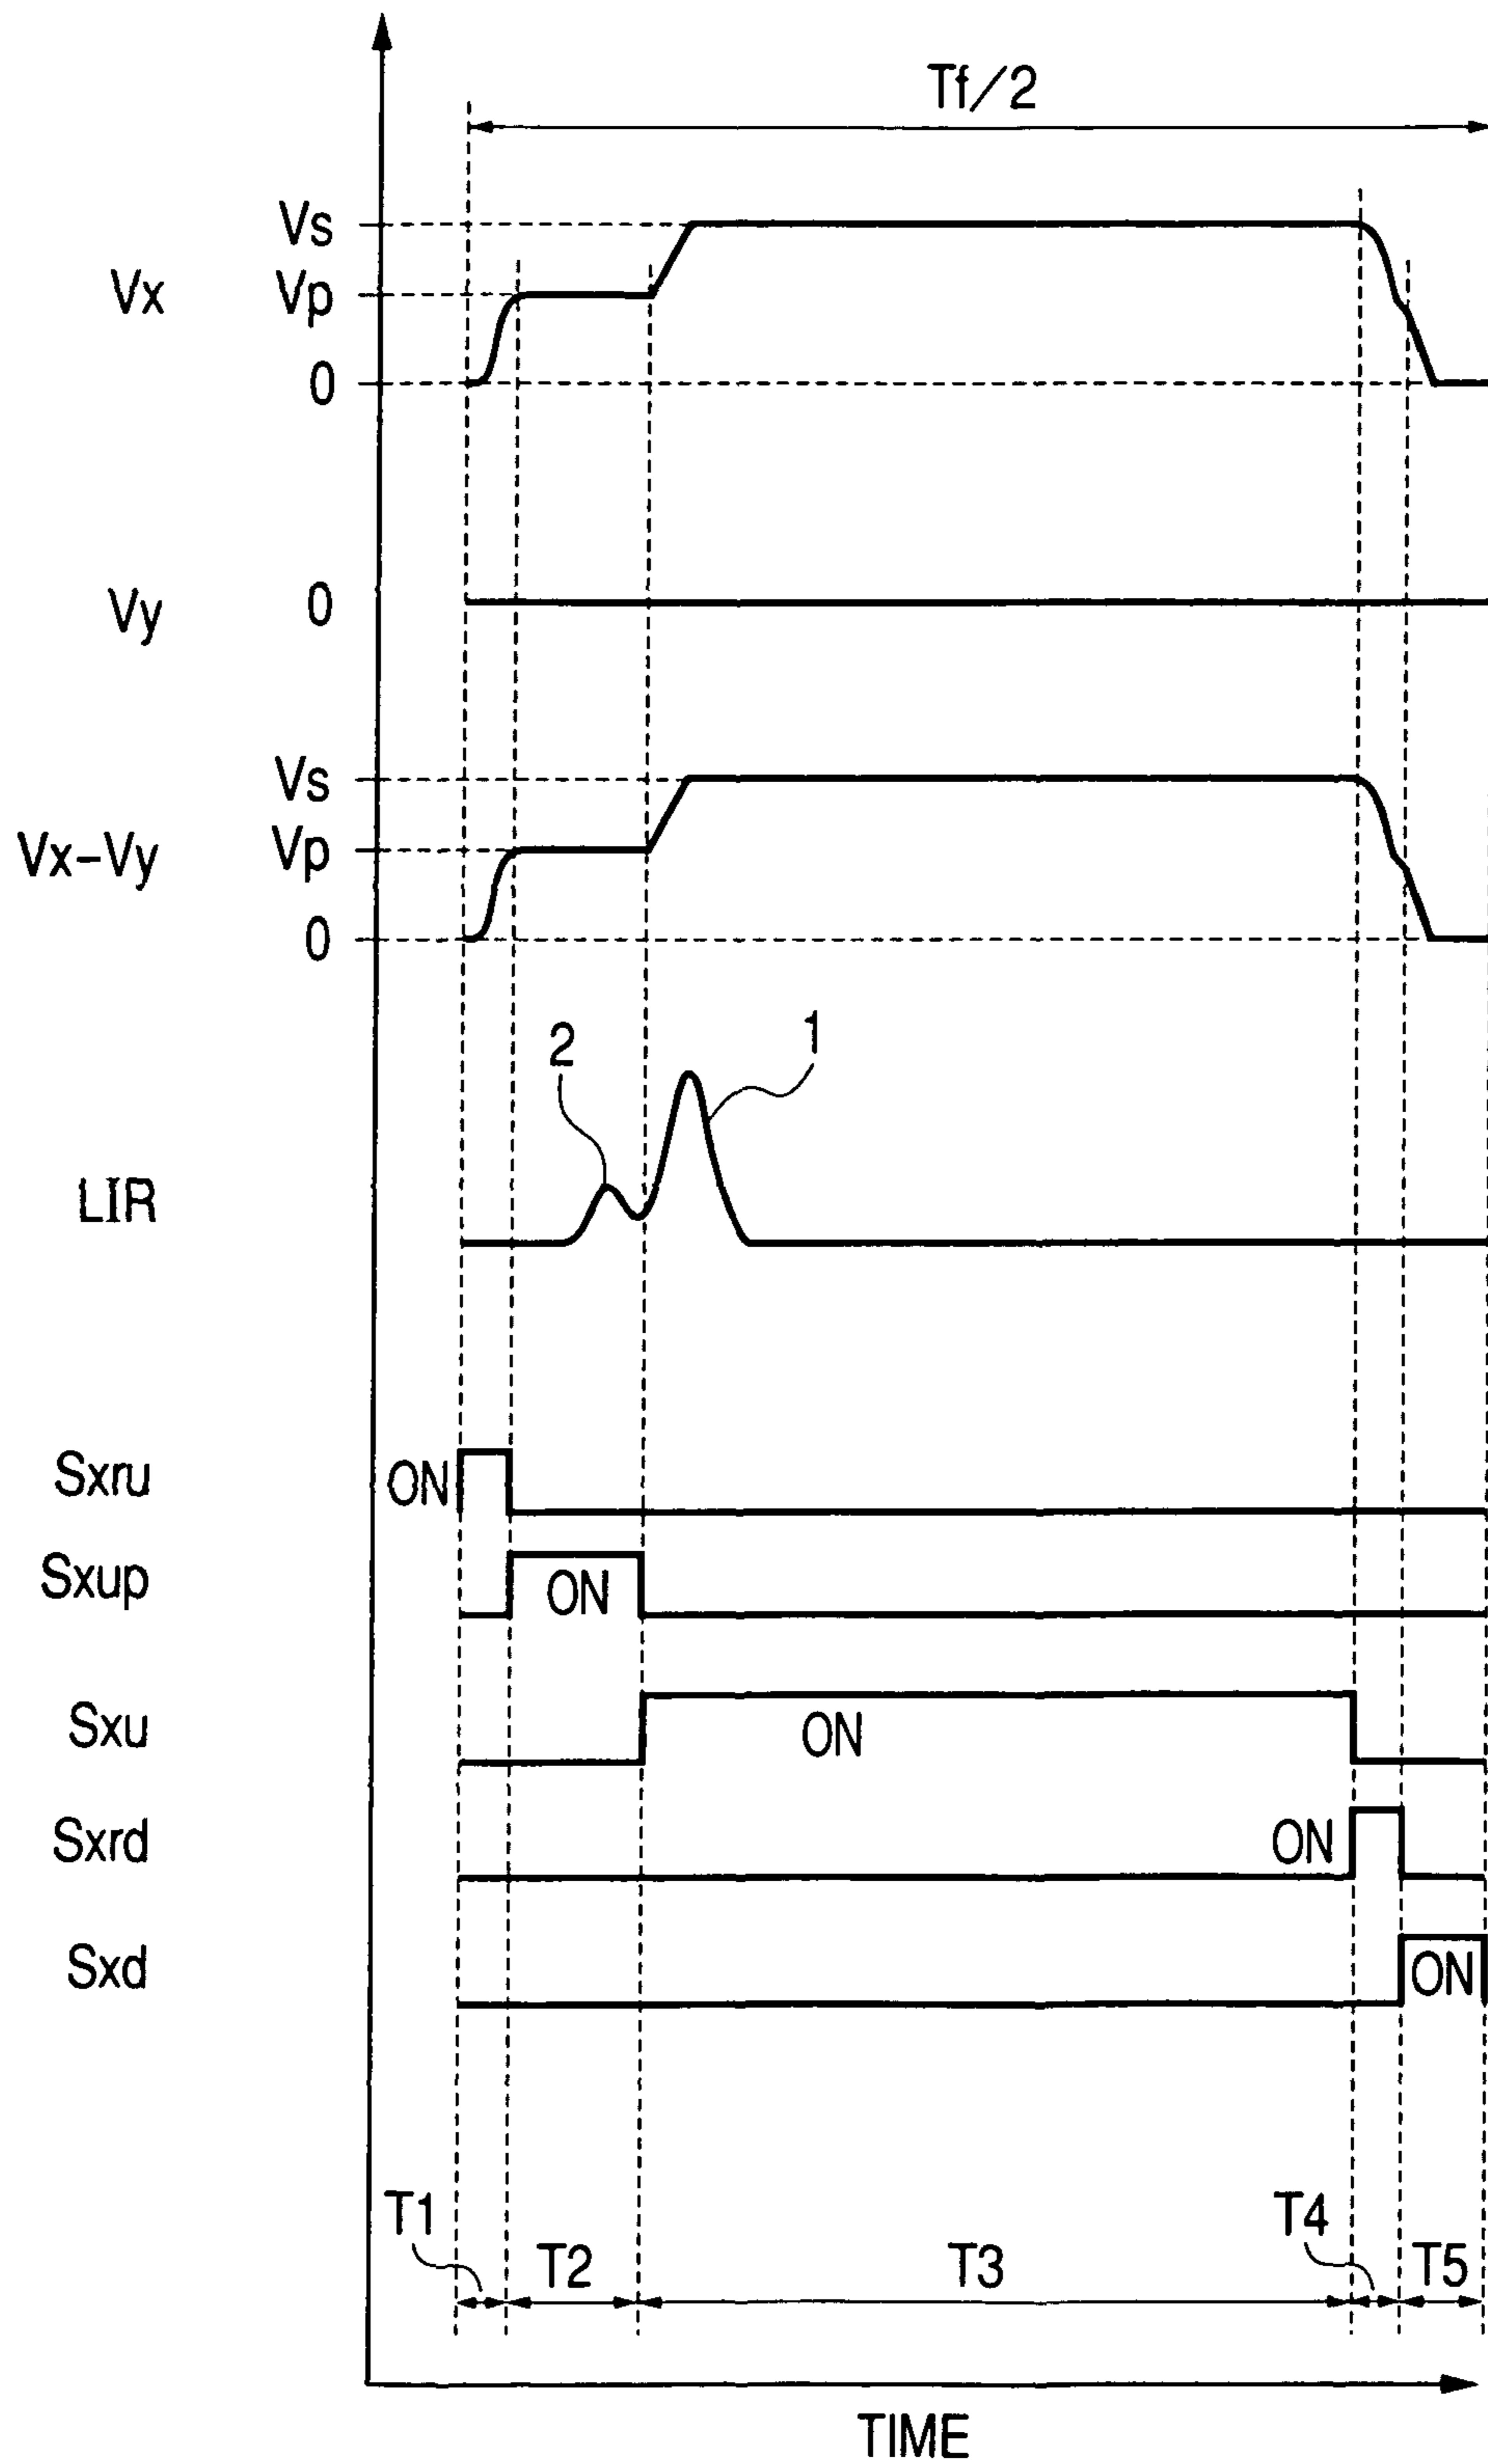 Tf/2
Vs
Vx Vp
0
Vy 0
Vs
Vx-Vy Vp
0
2 1
LIR
Sxru ON
Sxup ON
Sxu ON
Sxrd ON
Sxd ON
T1 T2 T3 T4 T5
TIME